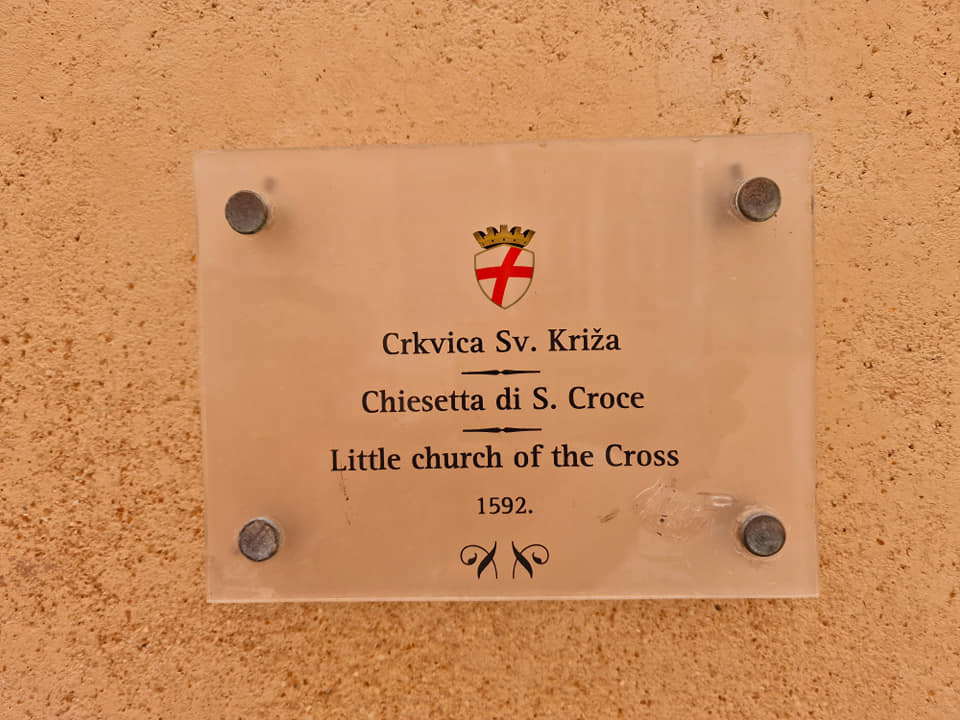 Crkvica Sv. Križa
Chiesetta di S. Croce
Little church of the Cross
1592.